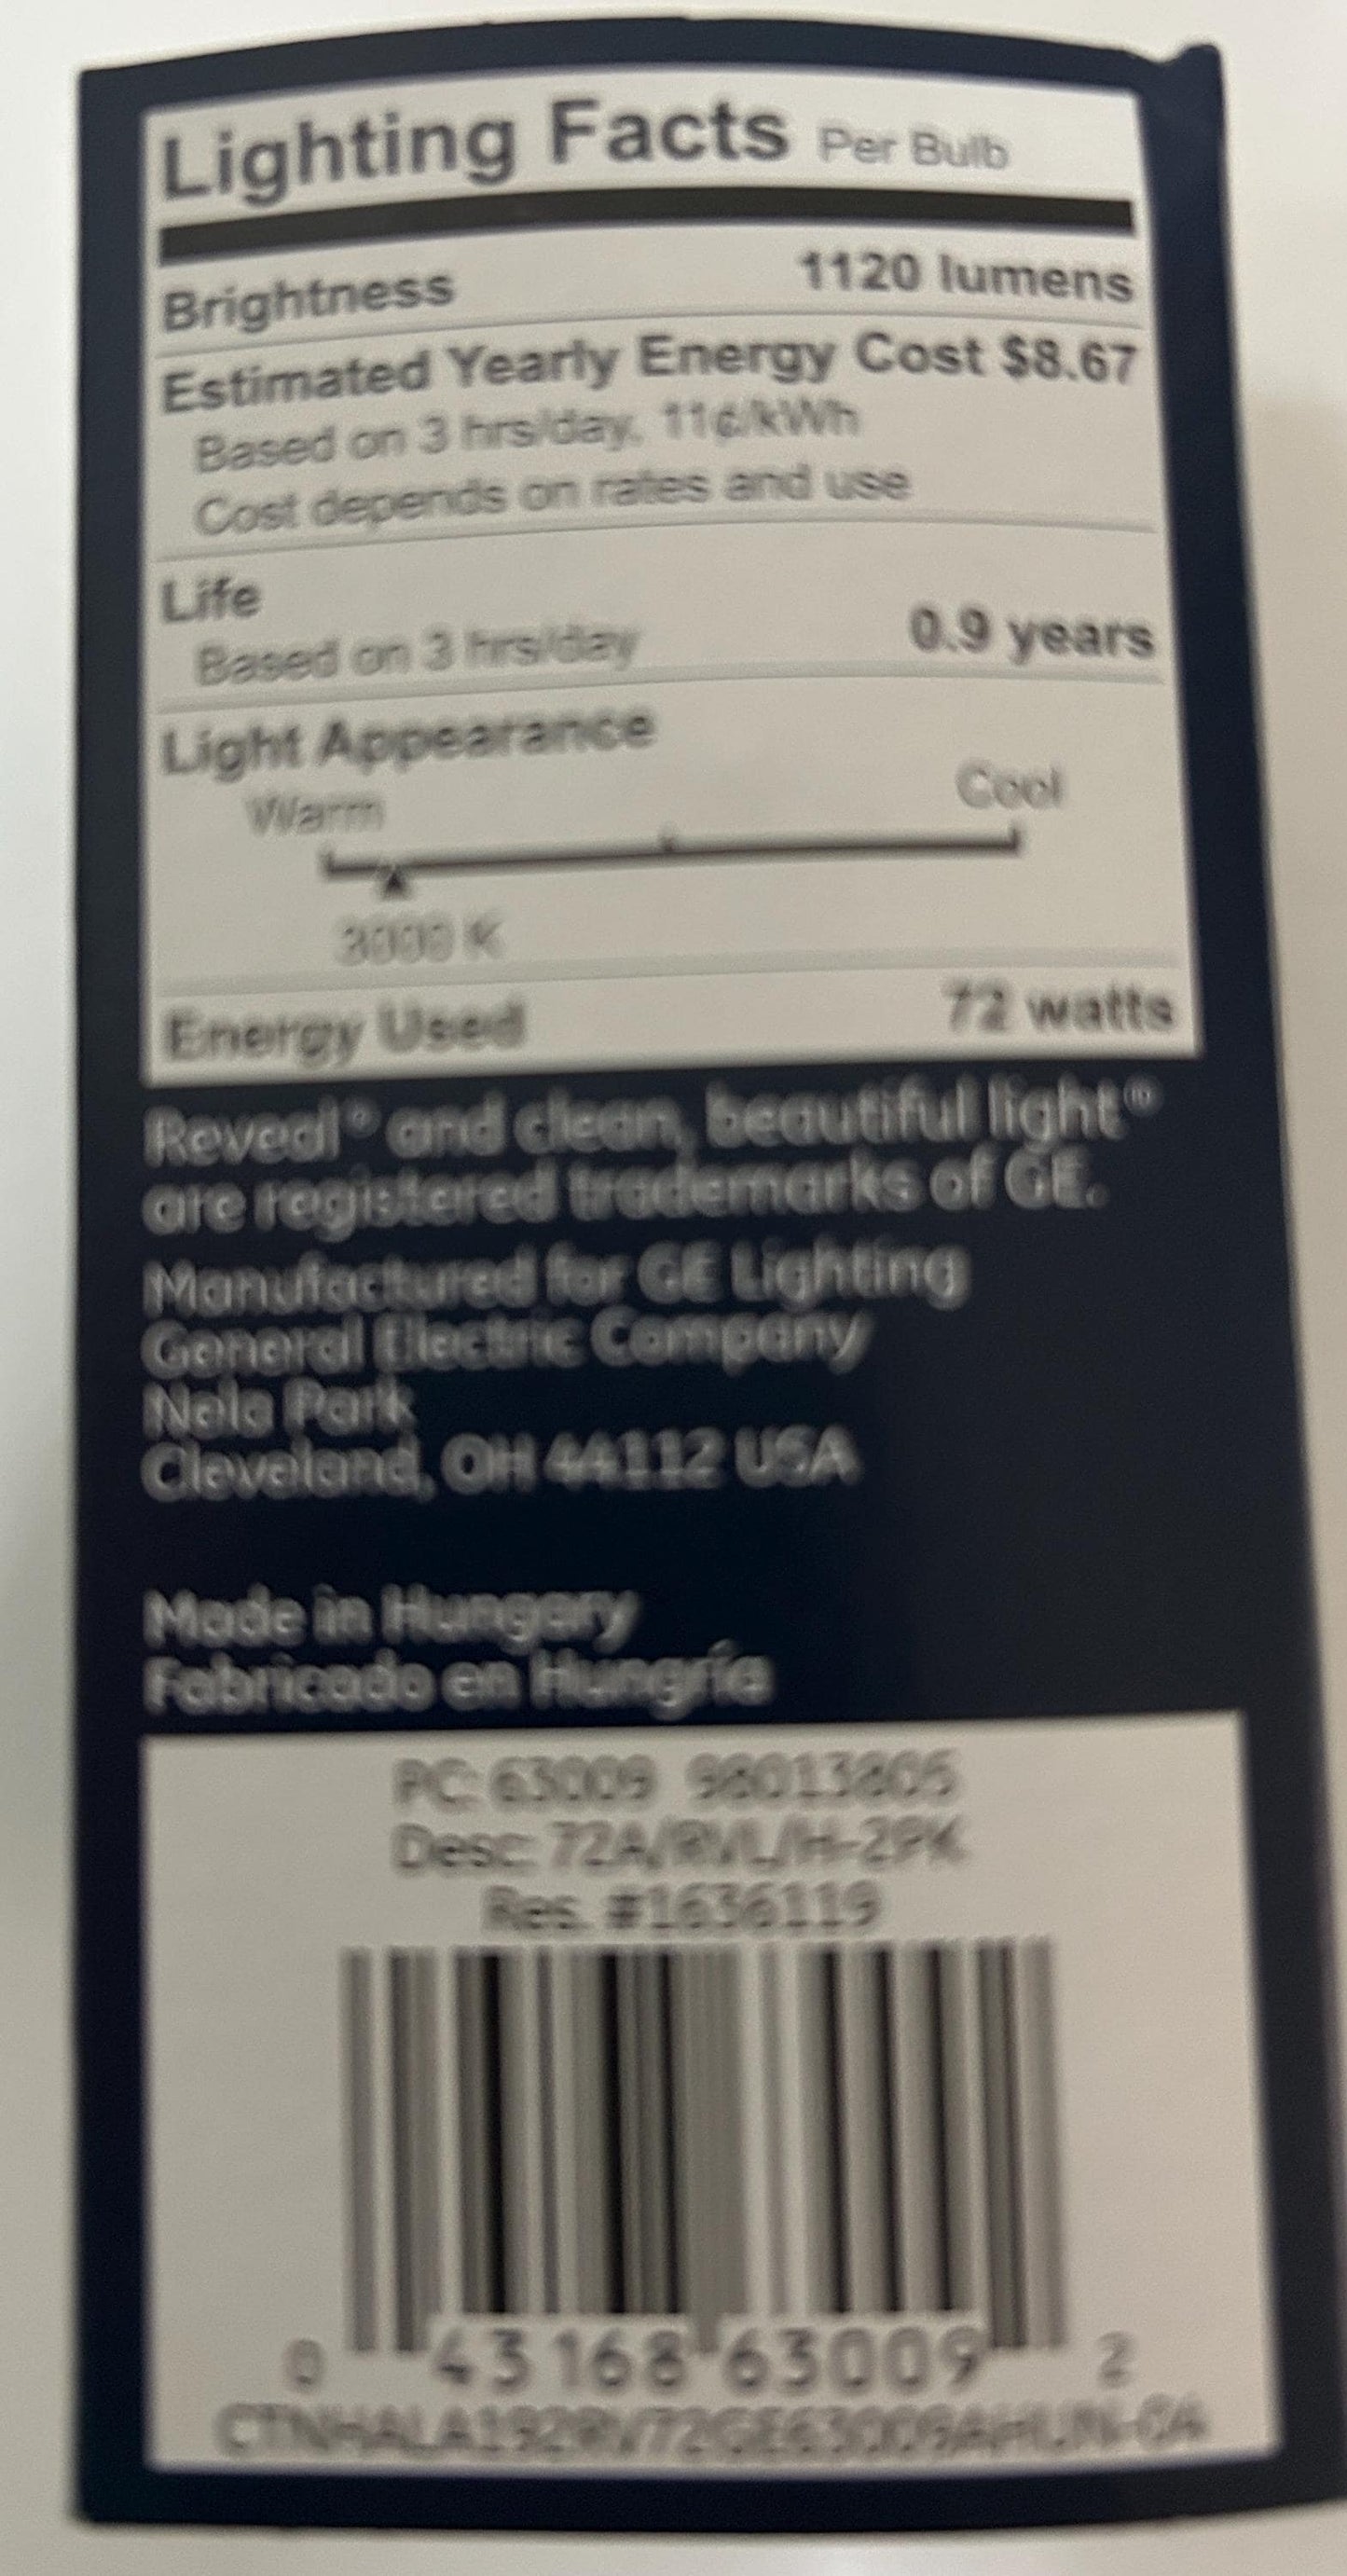 Lighting Facts Per Bulb
Brightness 1120 lumens
Estimated Yearly Energy Cost $8.67
Based on 3 hrs/day, 11¢/kWh
Cost depends on rates and use
Life
Based on 3 hrs/day 0.9 years
Light Appearance
Warm Cool
3000 K
Energy Used 72 watts
Reveal® and clean, beautiful light®
are registered trademarks of GE.
Manufactured for GE Lighting
General Electric Company
Nela Park
Cleveland, OH 44112 USA
Made in Hungary
Fabricado en Hungría
PC: 63009 98013805
Desc: 72A/RVL/H-2PK
Res. #1636119
0 43168 63009 2